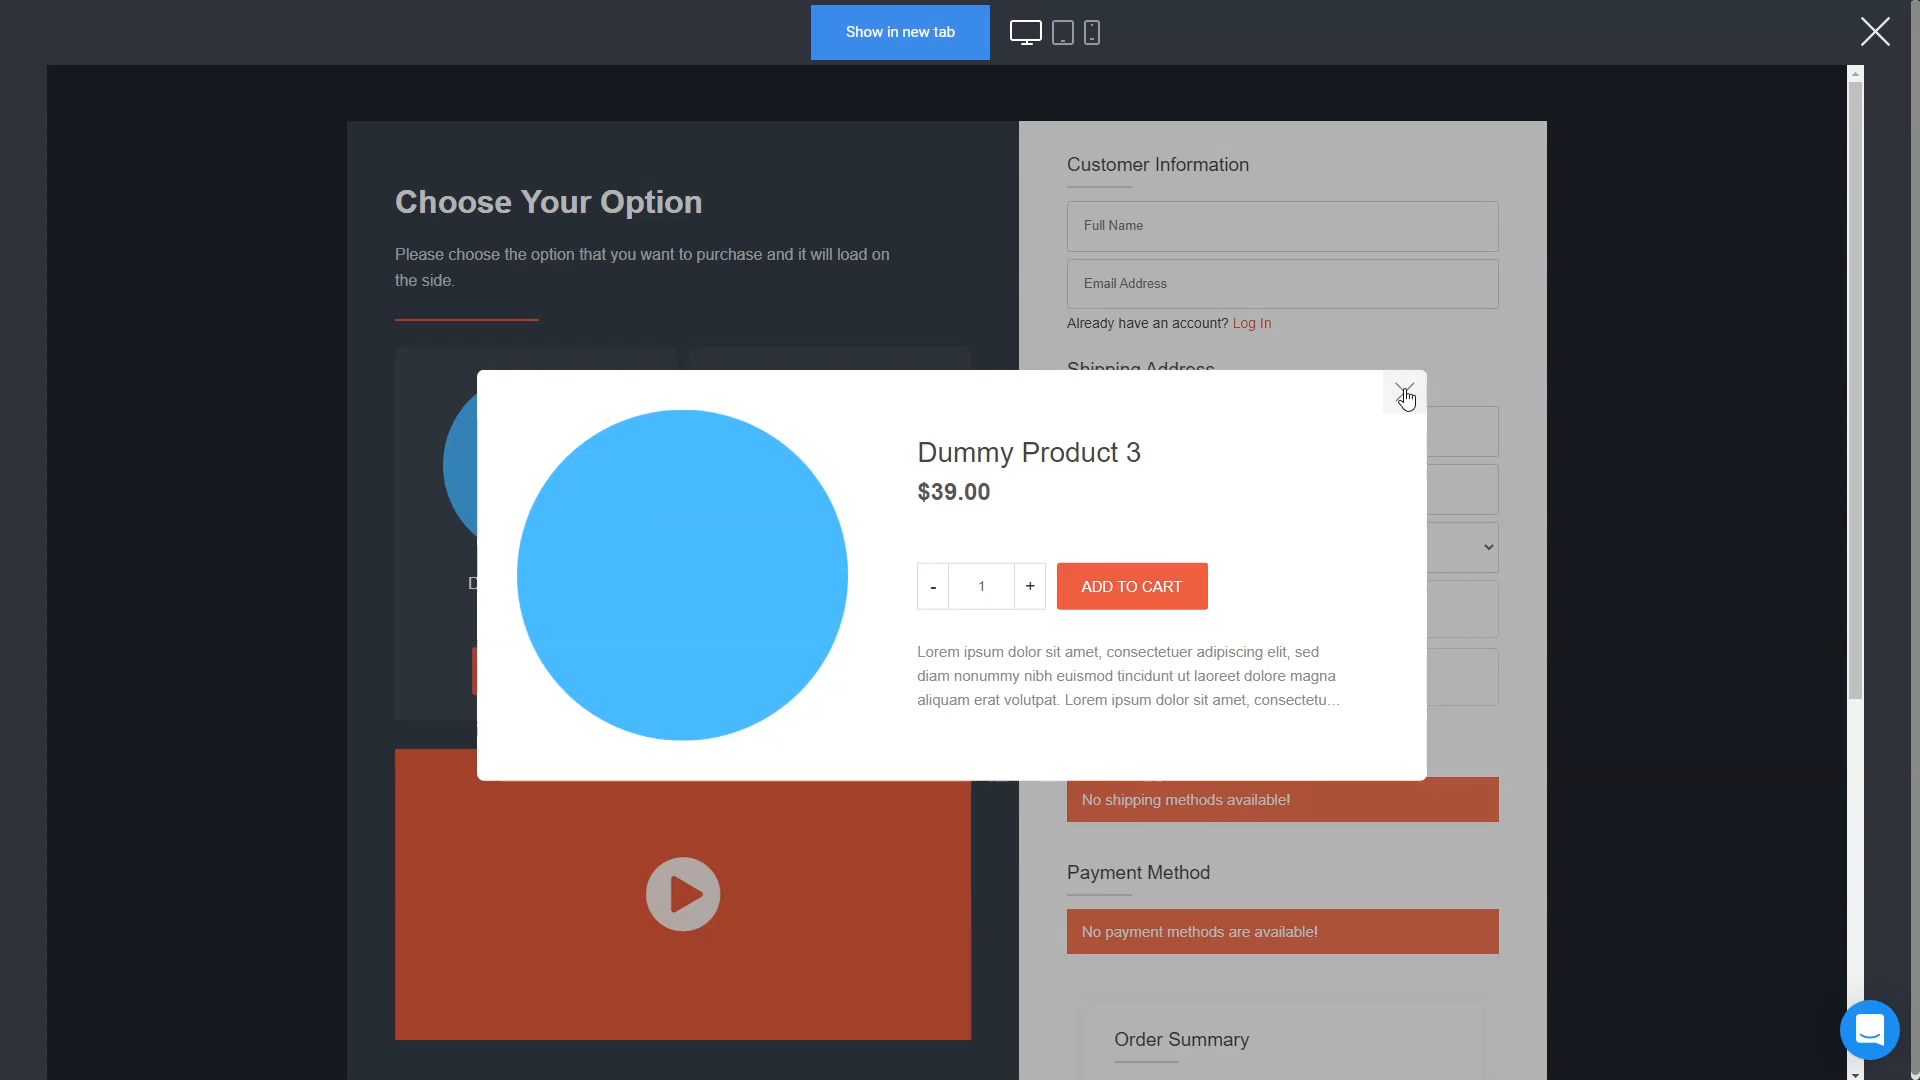 Show in new tab
Choose Your Option
Please choose the option that you want to purchase and it will load on
the side.
Customer Information
Full Name
Email Address
Already have an account? Log In
Shipping Address
Dummy Product 3
$39.00
- 1 + ADD TO CART
Lorem ipsum dolor sit amet, consectetuer adipiscing elit, sed
diam nonummy nibh euismod tincidunt ut laoreet dolore magna
aliquam erat volutpat. Lorem ipsum dolor sit amet, consectetu...
No shipping methods available!
Payment Method
No payment methods are available!
Order Summary